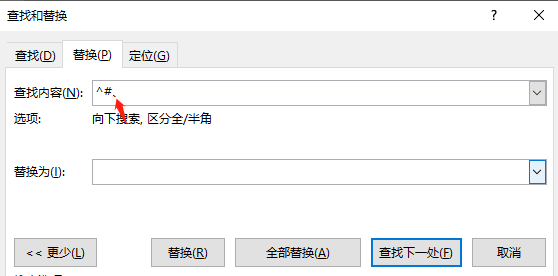 查找和替换 ? ×
查找(D) 替换(P) 定位(G)
查找内容(N): ^#、
选项: 向下搜索, 区分全/半角
替换为(I):
<< 更少(L) 替换(R) 全部替换(A) 查找下一处(F) 取消